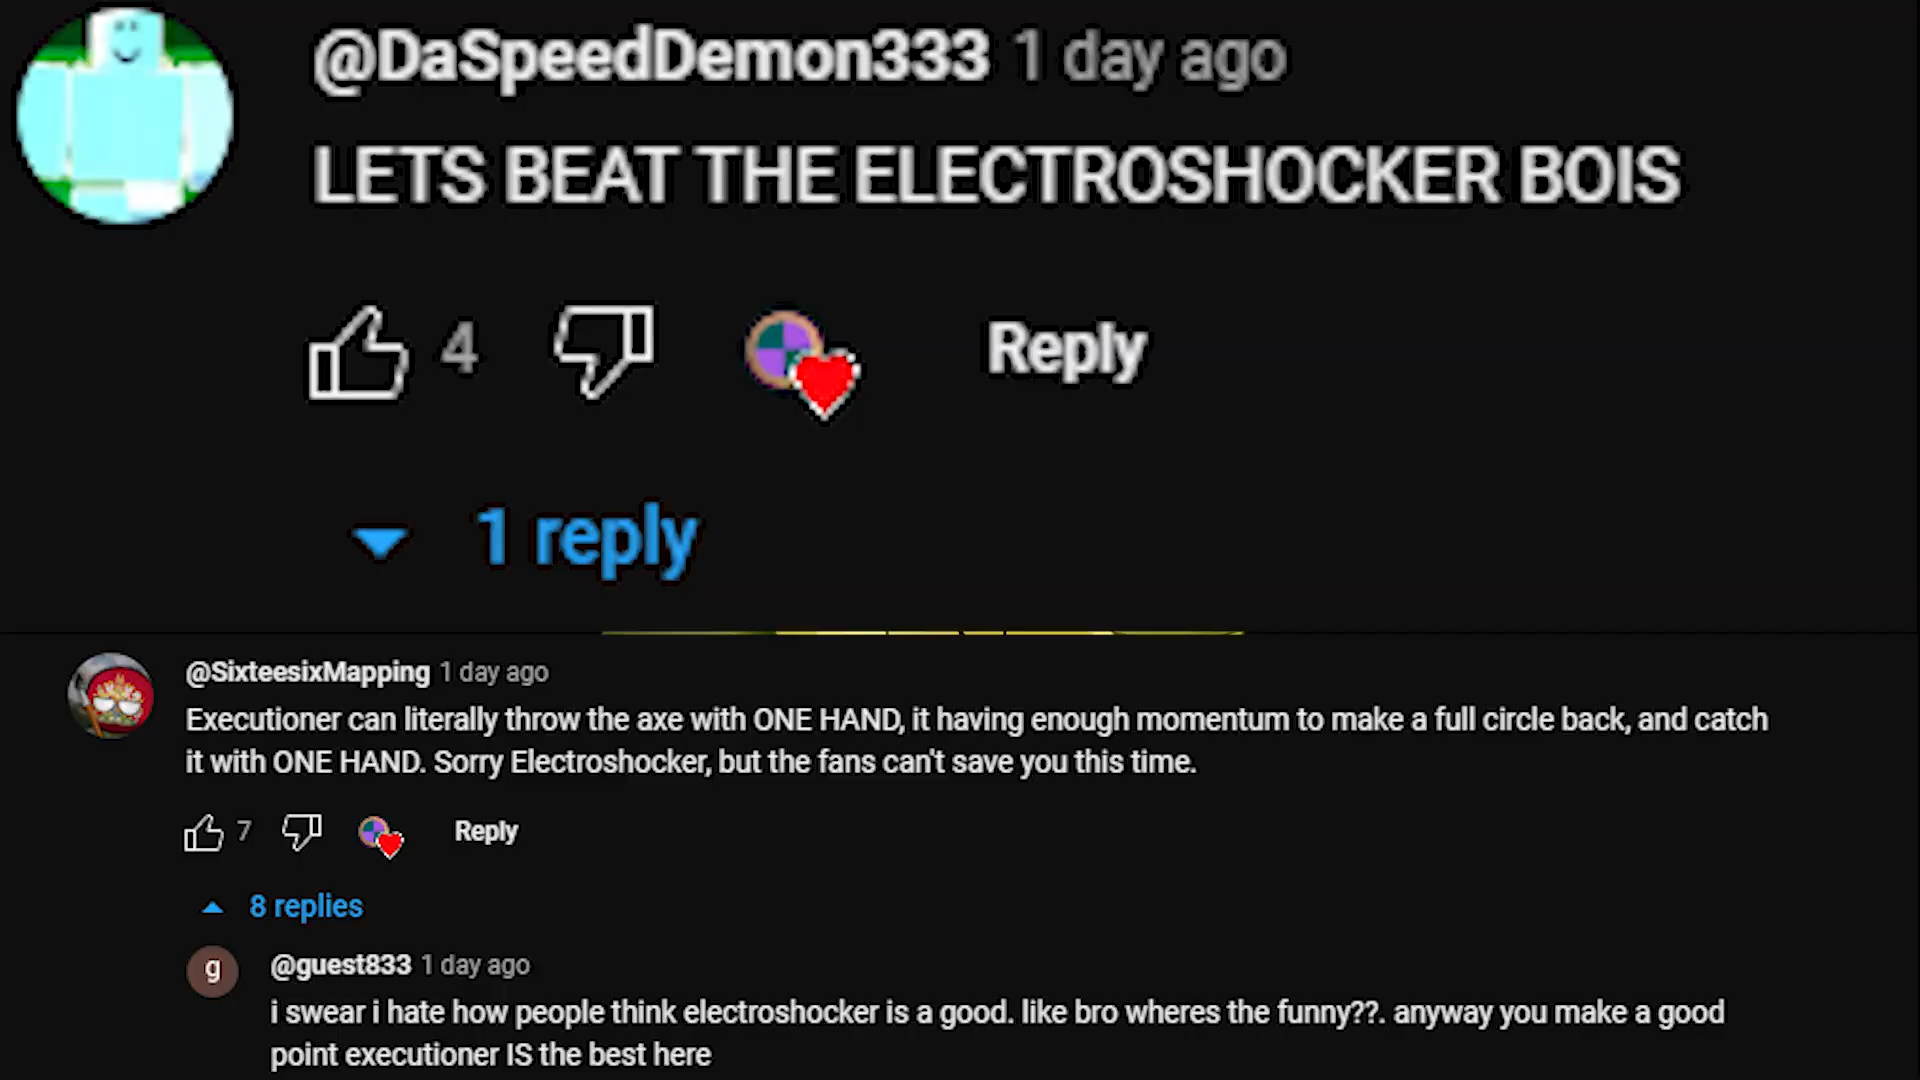 @DaSpeedDemon333 1 day ago
LETS BEAT THE ELECTROSHOCKER BOIS
4 Reply
1 reply
@SixteesixMapping 1 day ago
Executioner can literally throw the axe with ONE HAND, it having enough momentum to make a full circle back, and catch
it with ONE HAND. Sorry Electroshocker, but the fans can't save you this time.
7 Reply
8 replies
g
@guest833 1 day ago
i swear i hate how people think electroshocker is a good. like bro wheres the funny??. anyway you make a good
point executioner IS the best here